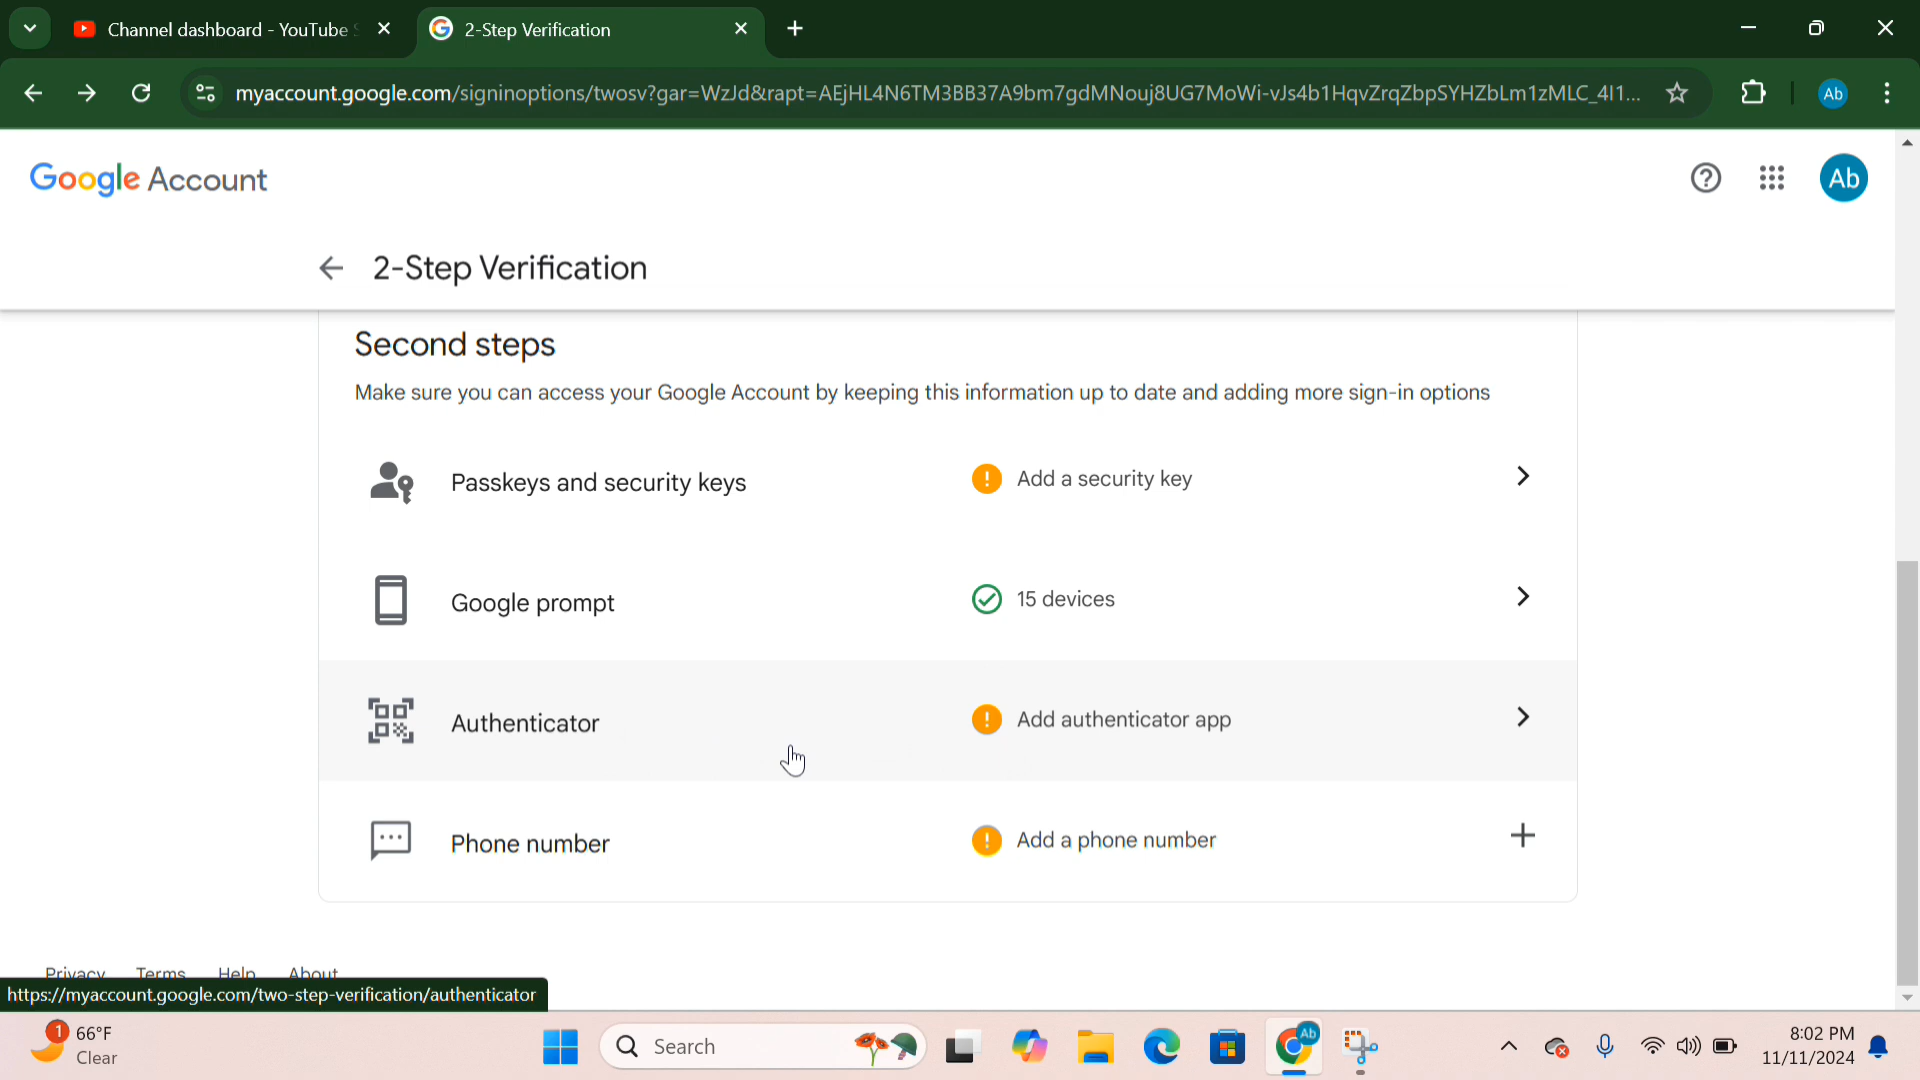 Channel dashboard - YouTube S
2-Step Verification
myaccount.google.com/signinoptions/twosv?gar=WzJd&rapt=AEjHL4N6TM3BB37A9bm7gdMNouj8UG7MoWi-vJs4b1HqvZrqZbpSYHZbLm1zMLC_4I1...
Ab
Google Account
Ab
2-Step Verification
Second steps
Make sure you can access your Google Account by keeping this information up to date and adding more sign-in options
Passkeys and security keys
Add a security key
Google prompt
15 devices
Authenticator
Add authenticator app
Phone number
Add a phone number
Privacy Terms Help About
https://myaccount.google.com/two-step-verification/authenticator
1
66°F
Clear
Search
Ab
8:02 PM
11/11/2024